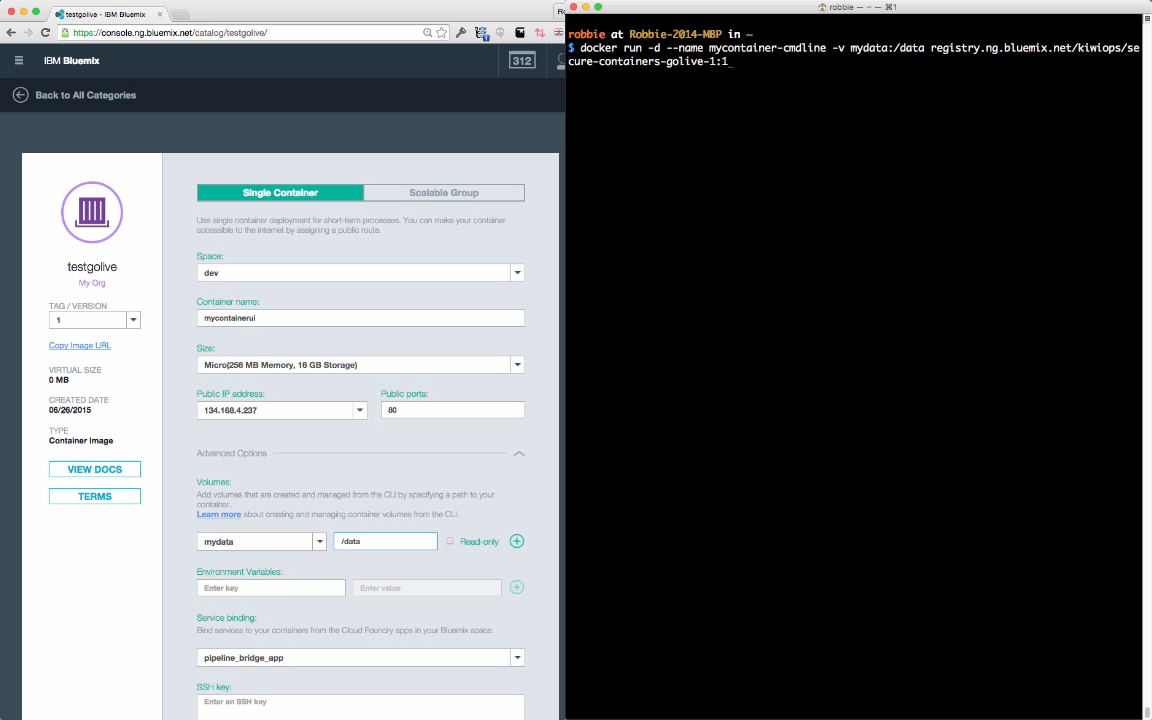 testgolive - IBM Bluemix
https://console.ng.bluemix.net/catalog/testgolive/
IBM Bluemix
312
Back to All Categories
testgolive
My Org
TAG / VERSION
1
Copy Image URL
VIRTUAL SIZE
0 MB
CREATED DATE
06/26/2015
TYPE
Container Image
VIEW DOCS
TERMS
Single Container
Scalable Group
Use single container deployment for short-term processes. You can make your container
accessible to the internet by assigning a public route.
Space:
dev
Container name:
mycontainerui
Size:
Micro(256 MB Memory, 16 GB Storage)
Public IP address:
Public ports:
134.168.4.237
80
Advanced Options
Volumes:
Add volumes that are created and managed from the CLI by specifying a path to your
container.
Learn more about creating and managing container volumes from the CLI.
mydata
/data
Read-only
Environment Variables:
Enter key
Enter value
Service binding:
Bind services to your containers from the Cloud Foundry apps in your Bluemix space.
pipeline_bridge_app
SSH key:
Enter an SSH key
robbie — ~ — ⌘1
robbie at Robbie-2014-MBP in ~
$ docker run -d --name mycontainer-cmdline -v mydata:/data registry.ng.bluemix.net/kiwiops/se
cure-containers-golive-1:1_